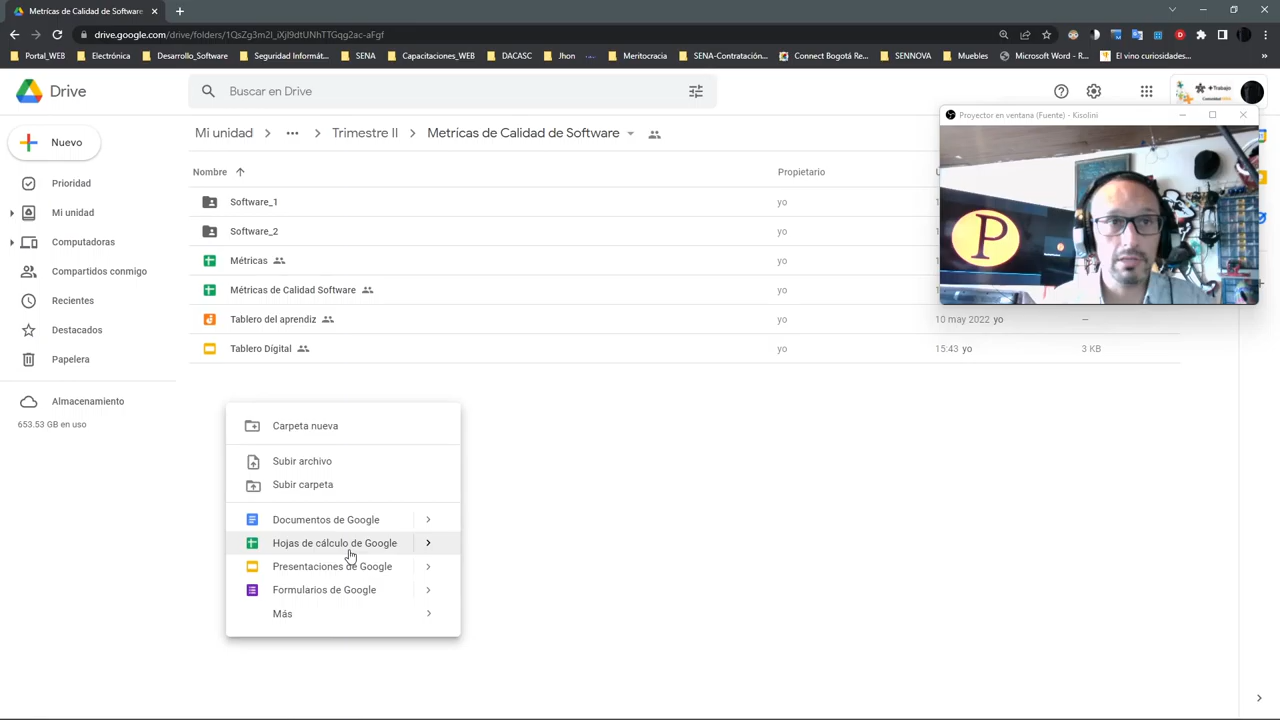 Metrícas de Calidad de Software
drive.google.com/drive/folders/1QsZg3m2l_iXjl9dtUNhTTGqg2ac-aFgf
Portal_WEB
Electrónica
Desarrollo_Software
Seguridad Informát...
SENA
Capacitaciones_WEB
DACASC
Jhon
Meritocracia
SENA-Contratación...
Connect Bogotá Re...
SENNOVA
Muebles
Microsoft Word - R...
El vino curiosidades...
»
Drive
Buscar en Drive
+Trabajo
Nuevo
Mi unidad > ••• > Trimestre II > Metricas de Calidad de Software
Proyector en ventana (Fuente) - Kisolini
P
Nombre
Propietario
Prioridad
Mi unidad
Computadoras
Compartidos conmigo
Recientes
Destacados
Papelera
Almacenamiento
653.53 GB en uso
Software_1 yo
Software_2 yo
Métricas yo
Métricas de Calidad Software yo
Tablero del aprendiz yo 10 may 2022 yo —
Tablero Dígital yo 15:43 yo 3 KB
Carpeta nueva
Subir archivo
Subir carpeta
Documentos de Google
Hojas de cálculo de Google
Presentaciones de Google
Formularios de Google
Más